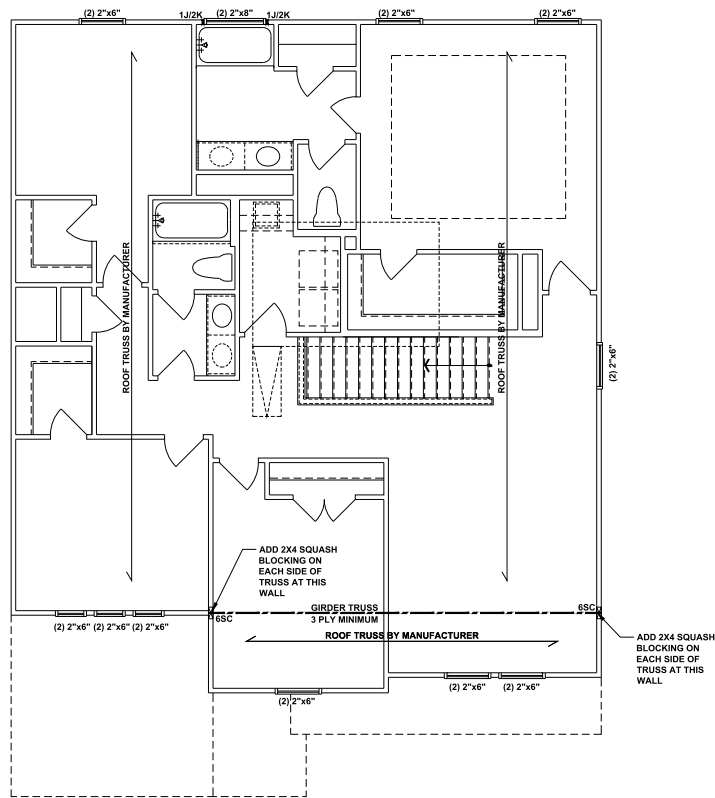 (2) 2"x6"
1J/2K
(2) 2"x8"
1J/2K
(2) 2"x6"
(2) 2"x6"
ROOF TRUSS BY MANUFACTURER
ROOF TRUSS BY MANUFACTURER
(2) 2"x6"
ADD 2X4 SQUASH
BLOCKING ON
EACH SIDE OF
TRUSS AT THIS
WALL
GIRDER TRUSS
3 PLY MINIMUM
6SC
6SC
ROOF TRUSS BY MANUFACTURER
(2) 2"x6"
(2) 2"x6"
(2) 2"x6"
ADD 2X4 SQUASH
BLOCKING ON
EACH SIDE OF
TRUSS AT THIS
WALL
(2) 2"x6"
(2) 2"x6"
(2) 2"x6"